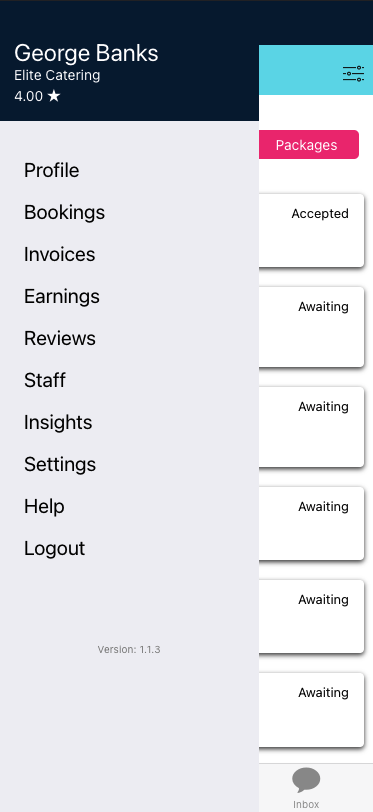 George Banks
Elite Catering
4.00 ★
Packages
Profile
Accepted
Bookings
Invoices
Earnings
Awaiting
Reviews
Staff
Awaiting
Insights
Settings
Help
Awaiting
Logout
Awaiting
Version: 1.1.3
Awaiting
Inbox